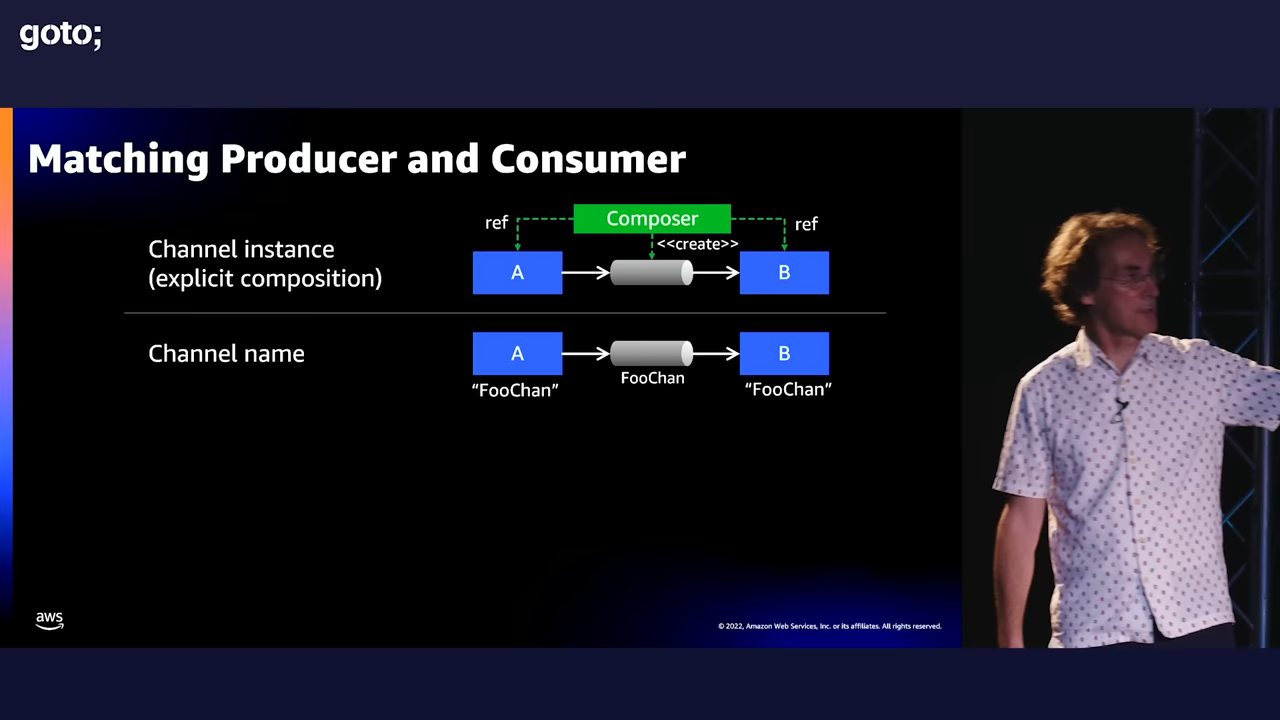 goto;
Matching Producer and Consumer
Composer
ref
ref
<<create>>
Channel instance
(explicit composition)
A
B
Channel name
A
B
FooChan
“FooChan”
“FooChan”
aws
© 2022, Amazon Web Services, Inc. or its affiliates. All rights reserved.